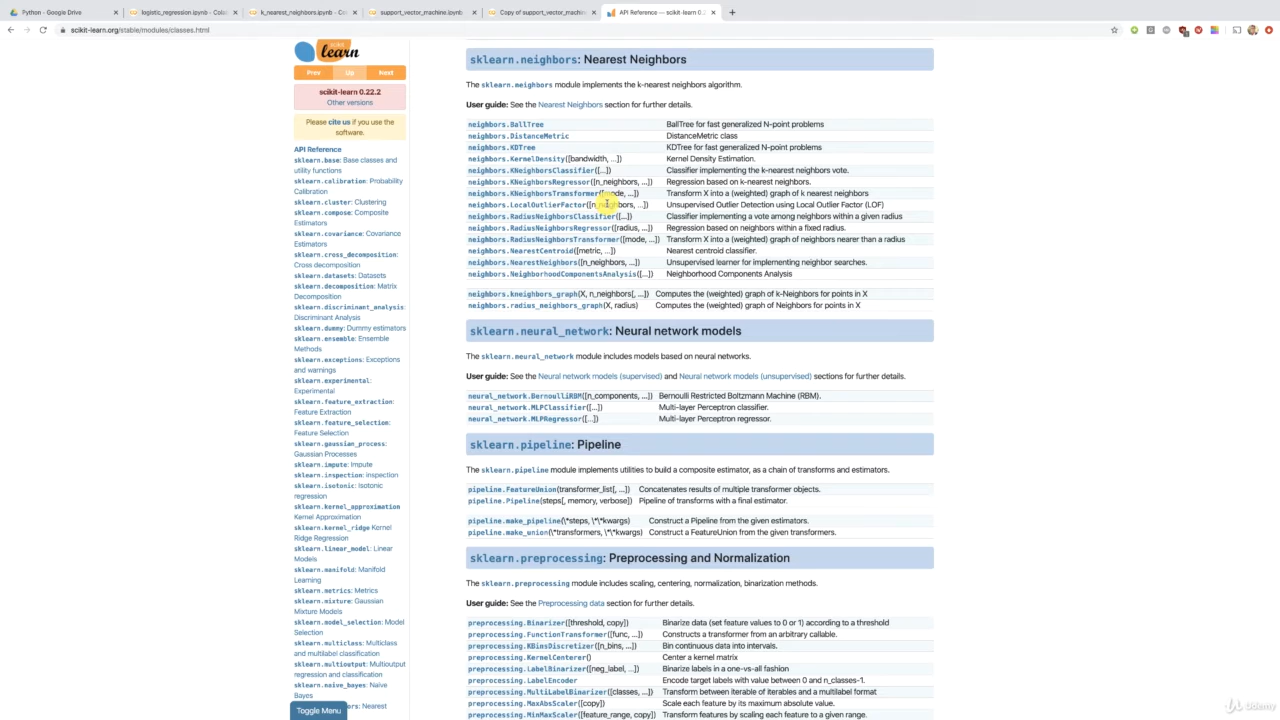 Python - Google Drive
logistic_regression.ipynb - Cola
k_nearest_neighbors.ipynb - Col
support_vector_machine.ipynb
Copy of support_vector_machine
API Reference — scikit-learn 0.2
scikit-learn.org/stable/modules/classes.html
learn
Prev Up Next
scikit-learn 0.22.2
Other versions
Please cite us if you use the
software.
API Reference
sklearn.base: Base classes and
utility functions
sklearn.calibration: Probability
Calibration
sklearn.cluster: Clustering
sklearn.compose: Composite
Estimators
sklearn.covariance: Covariance
Estimators
sklearn.cross_decomposition:
Cross decomposition
sklearn.datasets: Datasets
sklearn.decomposition: Matrix
Decomposition
sklearn.discriminant_analysis:
Discriminant Analysis
sklearn.dummy: Dummy estimators
sklearn.ensemble: Ensemble
Methods
sklearn.exceptions: Exceptions
and warnings
sklearn.experimental:
Experimental
sklearn.feature_extraction:
Feature Extraction
sklearn.feature_selection:
Feature Selection
sklearn.gaussian_process:
Gaussian Processes
sklearn.impute: Impute
sklearn.inspection: Inspection
sklearn.isotonic: Isotonic
regression
sklearn.kernel_approximation
Kernel Approximation
sklearn.kernel_ridge Kernel
Ridge Regression
sklearn.linear_model: Linear
Models
sklearn.manifold: Manifold
Learning
sklearn.metrics: Metrics
sklearn.mixture: Gaussian
Mixture Models
sklearn.model_selection: Model
Selection
sklearn.multiclass: Multiclass
and multilabel classification
sklearn.multioutput: Multioutput
regression and classification
sklearn.naive_bayes: Naive
Bayes
ers: Nearest
Toggle Menu
sklearn.neighbors: Nearest Neighbors
The sklearn.neighbors module implements the k-nearest neighbors algorithm.
User guide: See the Nearest Neighbors section for further details.
neighbors.BallTree BallTree for fast generalized N-point problems
neighbors.DistanceMetric DistanceMetric class
neighbors.KDTree KDTree for fast generalized N-point problems
neighbors.KernelDensity([bandwidth, ...]) Kernel Density Estimation.
neighbors.KNeighborsClassifier([...]) Classifier implementing the k-nearest neighbors vote.
neighbors.KNeighborsRegressor([n_neighbors, ...]) Regression based on k-nearest neighbors.
neighbors.KNeighborsTransformer([mode, ...]) Transform X into a (weighted) graph of k nearest neighbors
neighbors.LocalOutlierFactor([n_neighbors, ...]) Unsupervised Outlier Detection using Local Outlier Factor (LOF)
neighbors.RadiusNeighborsClassifier([...]) Classifier implementing a vote among neighbors within a given radius
neighbors.RadiusNeighborsRegressor([radius, ...]) Regression based on neighbors within a fixed radius.
neighbors.RadiusNeighborsTransformer([mode, ...]) Transform X into a (weighted) graph of neighbors nearer than a radius
neighbors.NearestCentroid([metric, ...]) Nearest centroid classifier.
neighbors.NearestNeighbors([n_neighbors, ...]) Unsupervised learner for implementing neighbor searches.
neighbors.NeighborhoodComponentsAnalysis([...]) Neighborhood Components Analysis
neighbors.kneighbors_graph(X, n_neighbors[, ...]) Computes the (weighted) graph of k-Neighbors for points in X
neighbors.radius_neighbors_graph(X, radius) Computes the (weighted) graph of Neighbors for points in X
sklearn.neural_network: Neural network models
The sklearn.neural_network module includes models based on neural networks.
User guide: See the Neural network models (supervised) and Neural network models (unsupervised) sections for further details.
neural_network.BernoulliRBM([n_components, ...]) Bernoulli Restricted Boltzmann Machine (RBM).
neural_network.MLPClassifier([...]) Multi-layer Perceptron classifier.
neural_network.MLPRegressor([...]) Multi-layer Perceptron regressor.
sklearn.pipeline: Pipeline
The sklearn.pipeline module implements utilities to build a composite estimator, as a chain of transforms and estimators.
pipeline.FeatureUnion(transformer_list[, ...]) Concatenates results of multiple transformer objects.
pipeline.Pipeline(steps[, memory, verbose]) Pipeline of transforms with a final estimator.
pipeline.make_pipeline(\*steps, \*\*kwargs) Construct a Pipeline from the given estimators.
pipeline.make_union(\*transformers, \*\*kwargs) Construct a FeatureUnion from the given transformers.
sklearn.preprocessing: Preprocessing and Normalization
The sklearn.preprocessing module includes scaling, centering, normalization, binarization methods.
User guide: See the Preprocessing data section for further details.
preprocessing.Binarizer([threshold, copy]) Binarize data (set feature values to 0 or 1) according to a threshold
preprocessing.FunctionTransformer([func, ...]) Constructs a transformer from an arbitrary callable.
preprocessing.KBinsDiscretizer([n_bins, ...]) Bin continuous data into intervals.
preprocessing.KernelCenterer() Center a kernel matrix
preprocessing.LabelBinarizer([neg_label, ...]) Binarize labels in a one-vs-all fashion
preprocessing.LabelEncoder Encode target labels with value between 0 and n_classes-1.
preprocessing.MultiLabelBinarizer([classes, ...]) Transform between iterable of iterables and a multilabel format
preprocessing.MaxAbsScaler([copy]) Scale each feature by its maximum absolute value.
preprocessing.MinMaxScaler([feature_range, copy]) Transform features by scaling each feature to a given range.
Udemy